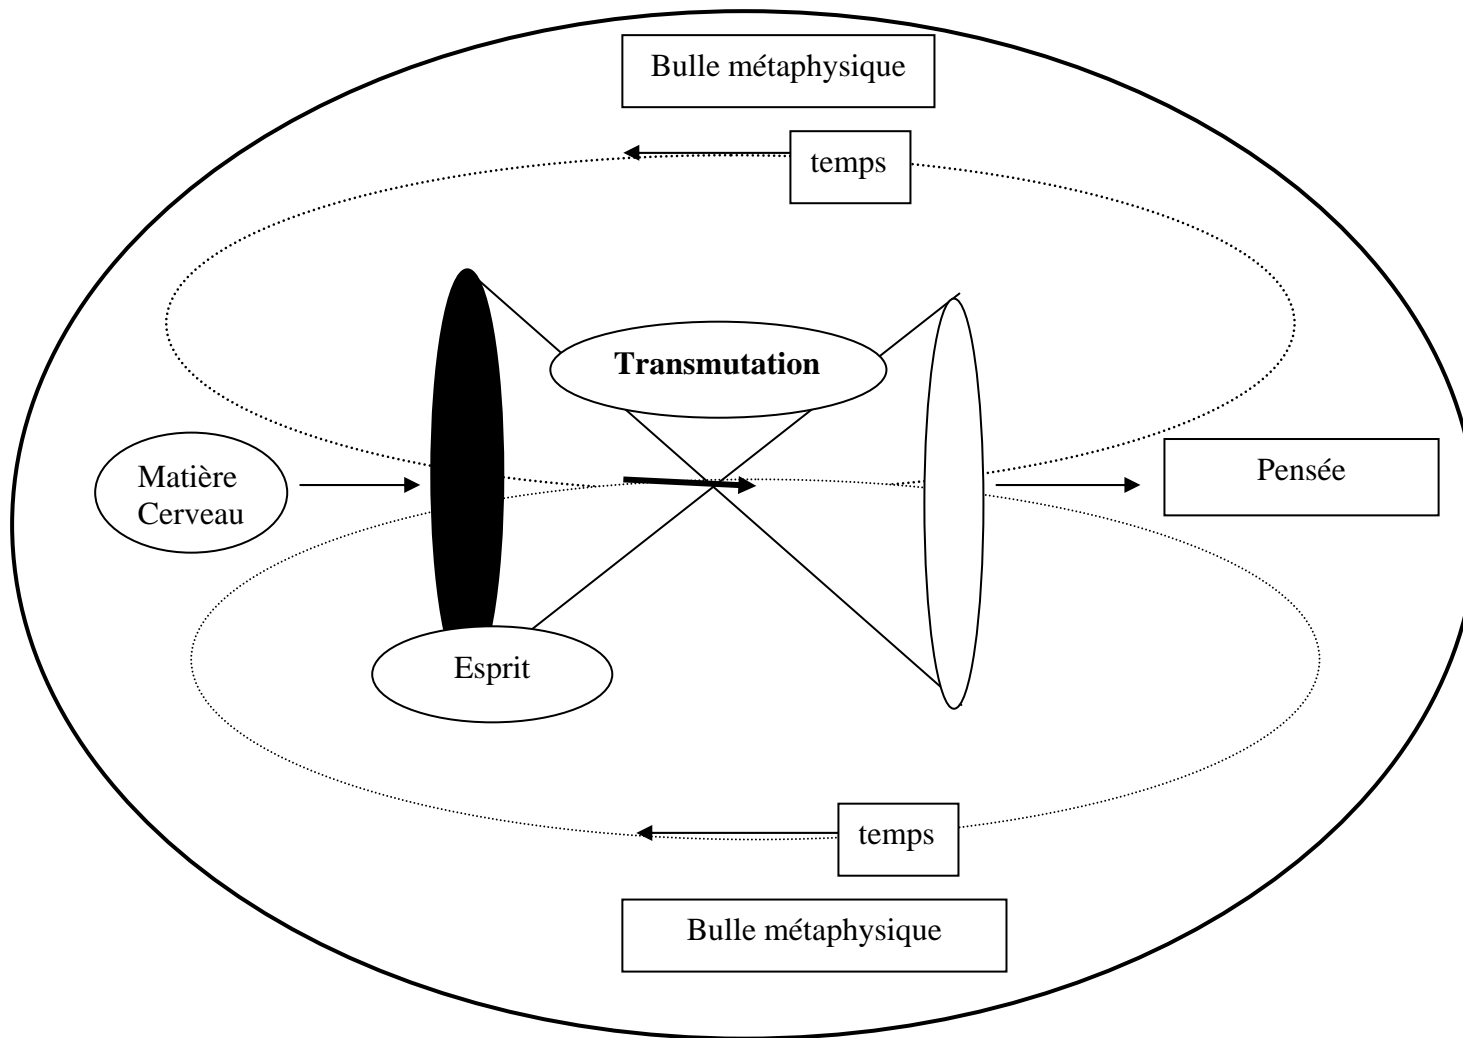 Bulle métaphysique
temps
Transmutation
Matière
Cerveau
Pensée
Esprit
temps
Bulle métaphysique